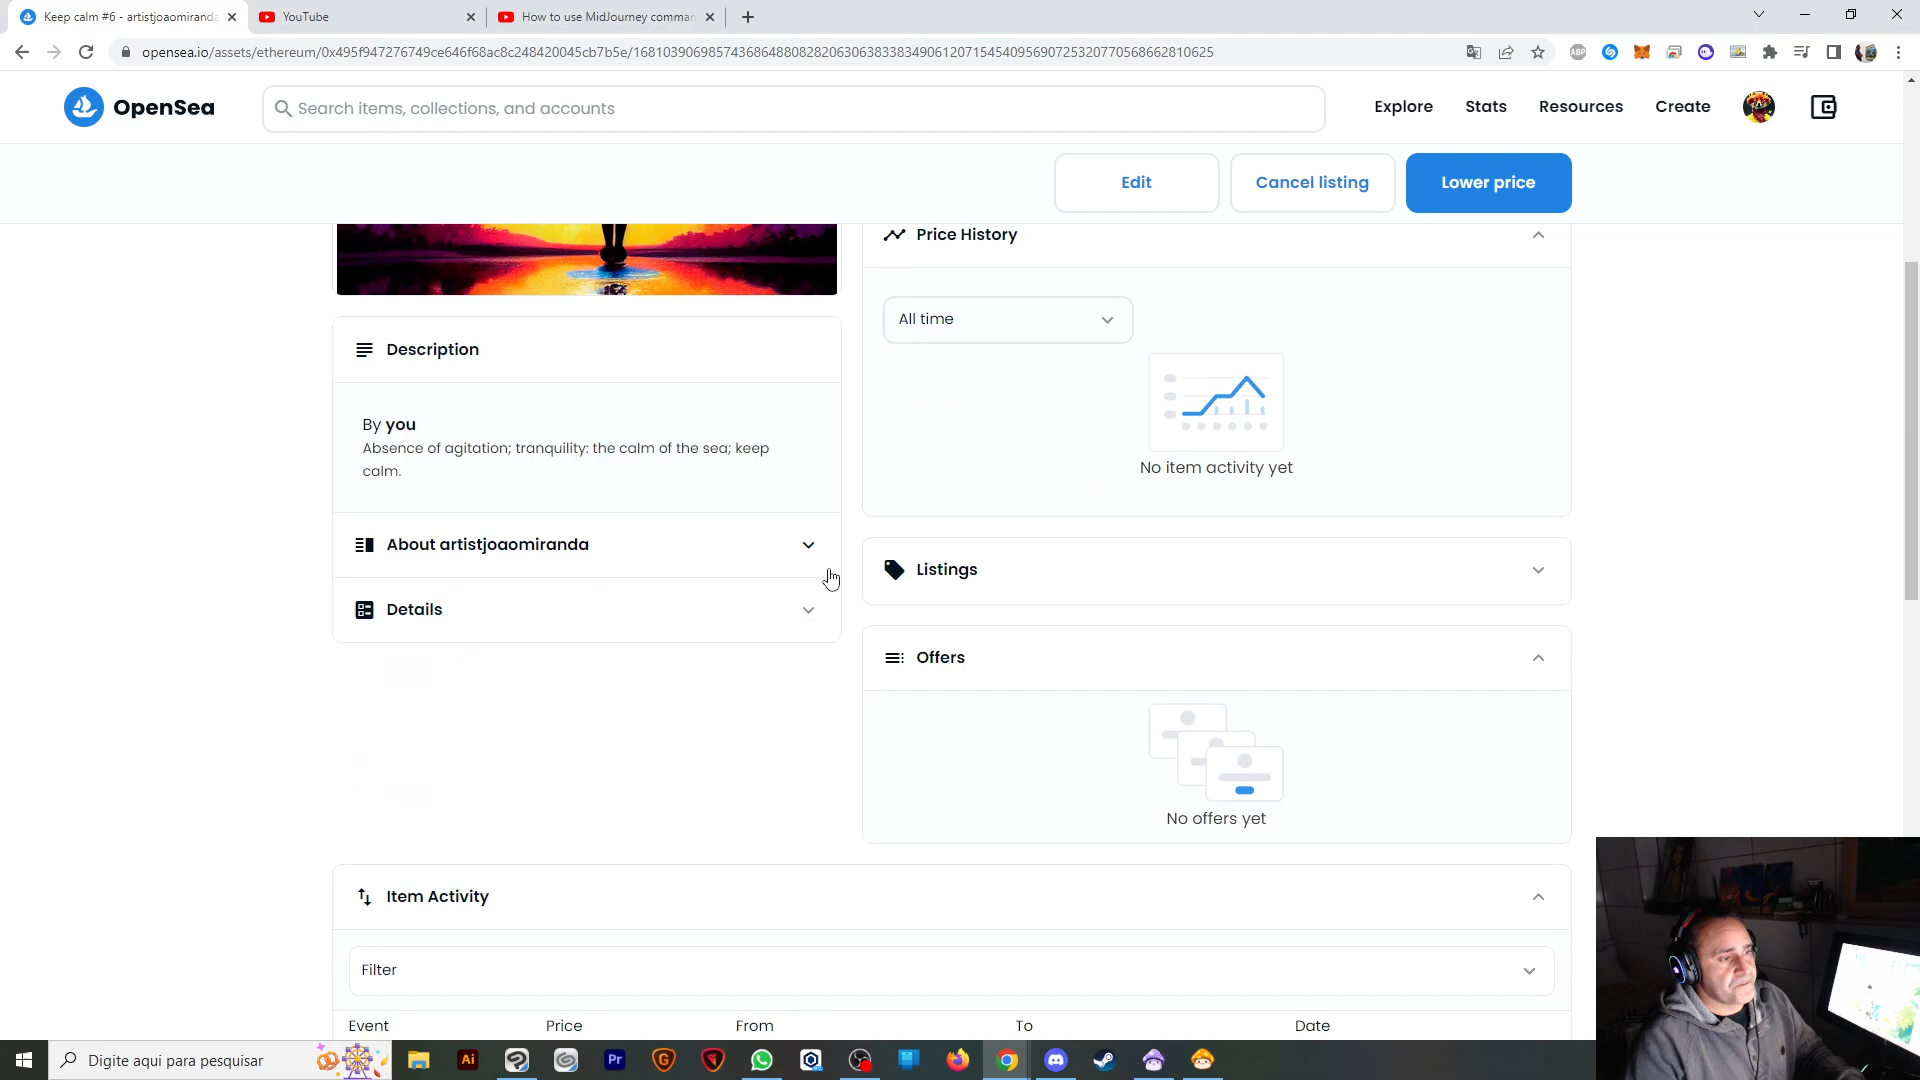 Keep calm #6 - artistjoaomiranda
YouTube
How to use MidJourney comman
opensea.io/assets/ethereum/0x495f947276749ce646f68ac8c248420045cb7b5e/16810390698574368648808282063063833834906120715454095690725320770568662810625
ABP
OpenSea
Search items, collections, and accounts
Explore
Stats
Resources
Create
Edit
Cancel listing
Lower price
Price History
All time
No item activity yet
Description
By you
Absence of agitation; tranquility: the calm of the sea; keep
calm.
About artistjoaomiranda
Details
Listings
Offers
No offers yet
Item Activity
Filter
Event Price From To Date
Digite aqui para pesquisar
Ai
Pr